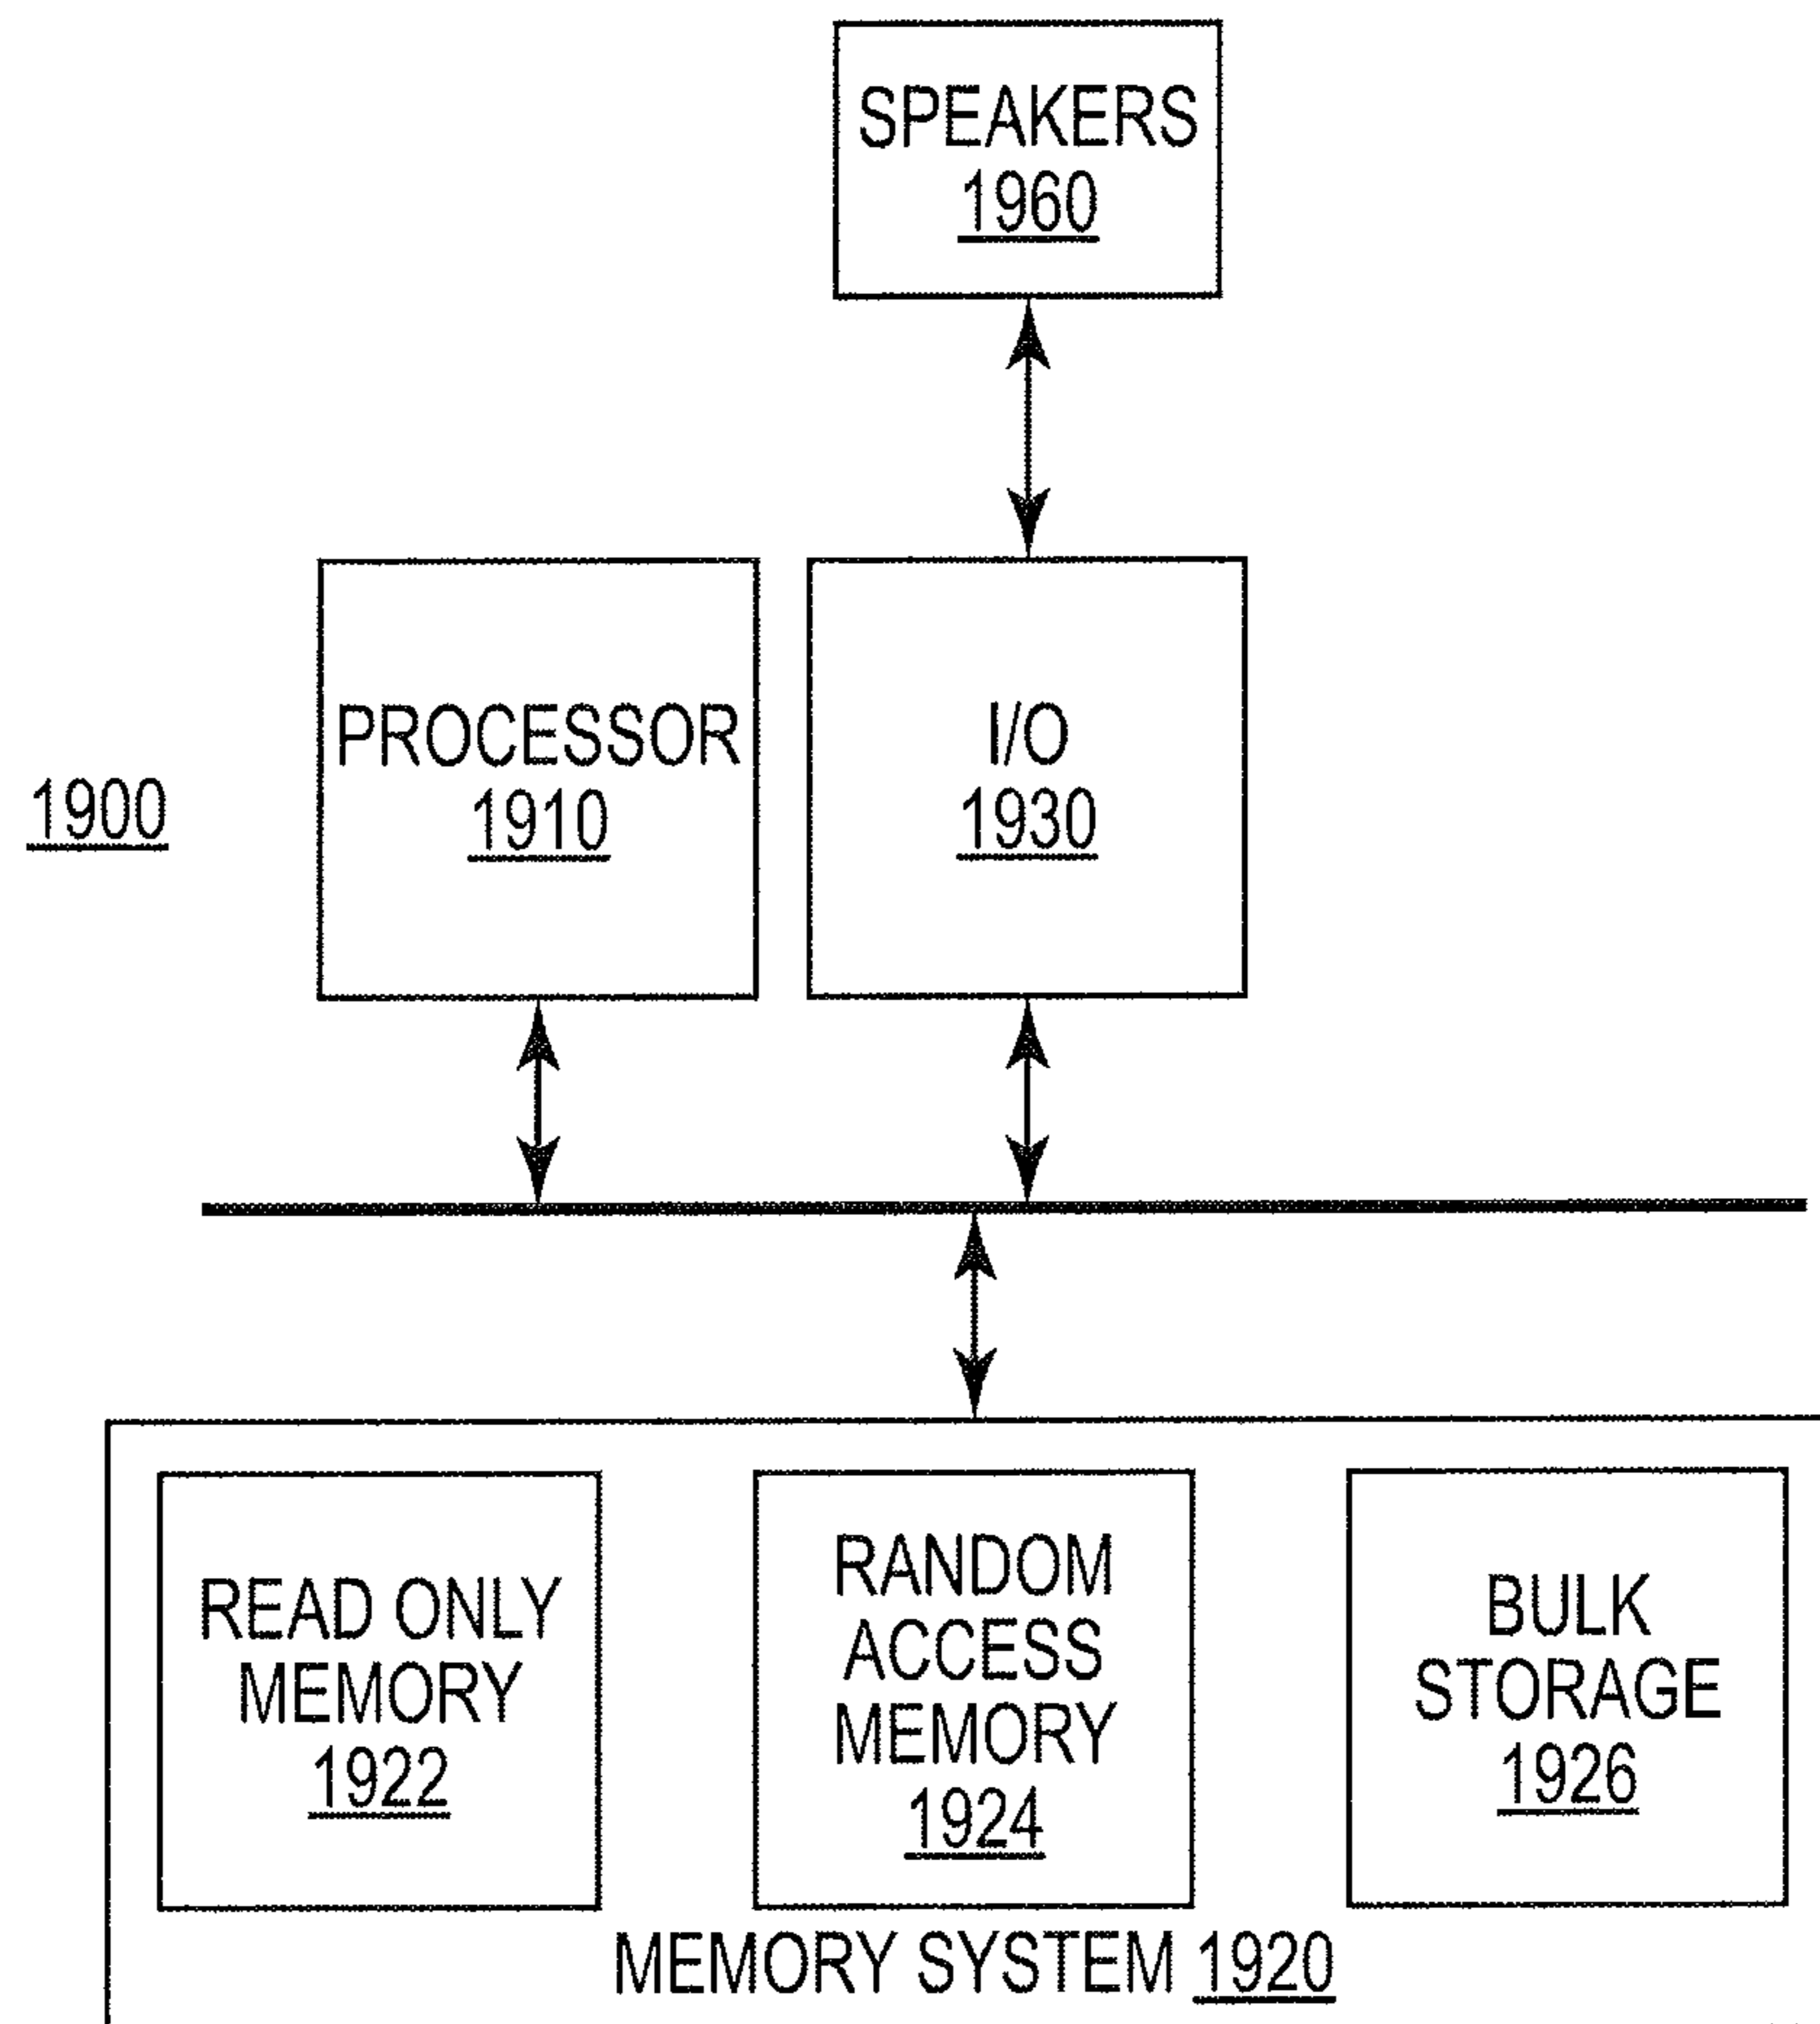 SPEAKERS
1960
PROCESSOR
1910
I/O
1930
1900
READ ONLY
MEMORY
1922
RANDOM
ACCESS
MEMORY
1924
BULK
STORAGE
1926
MEMORY SYSTEM 1920